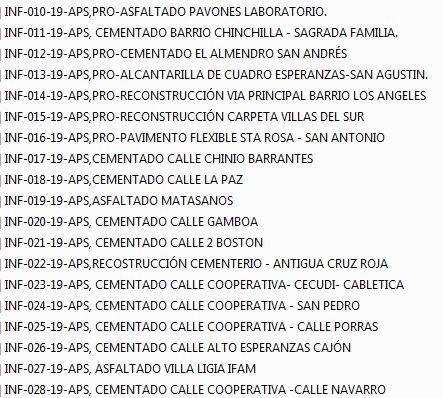 INF-010-19-APS,PRO-ASFALTADO PAVONES LABORATORIO.
INF-011-19-APS, CEMENTADO BARRIO CHINCHILLA - SAGRADA FAMILIA.
INF-012-19-APS,PRO-CEMENTADO EL ALMENDRO SAN ANDRÉS
INF-013-19-APS,PRO-ALCANTARILLA DE CUADRO ESPERANZAS-SAN AGUSTIN.
INF-014-19-APS,PRO-RECONSTRUCCIÓN VIA PRINCIPAL BARRIO LOS ANGELES
INF-015-19-APS,PRO-RECONSTRUCCIÓN CARPETA VILLAS DEL SUR
INF-016-19-APS,PRO-PAVIMENTO FLEXIBLE STA ROSA - SAN ANTONIO
INF-017-19-APS,CEMENTADO CALLE CHINIO BARRANTES
INF-018-19-APS,CEMENTADO CALLE LA PAZ
INF-019-19-APS,ASFALTADO MATASANOS
INF-020-19-APS, CEMENTADO CALLE GAMBOA
INF-021-19-APS, CEMENTADO CALLE 2 BOSTON
INF-022-19-APS,RECOSTRUCCIÓN CEMENTERIO - ANTIGUA CRUZ ROJA
INF-023-19-APS, CEMENTADO CALLE COOPERATIVA- CECUDI- CABLETICA
INF-024-19-APS, CEMENTADO CALLE COOPERATIVA - SAN PEDRO
INF-025-19-APS, CEMENTADO CALLE COOPERATIVA - CALLE PORRAS
INF-026-19-APS, CEMENTADO CALLE ALTO ESPERANZAS CAJÓN
INF-027-19-APS, ASFALTADO VILLA LIGIA IFAM
INF-028-19-APS, CEMENTADO CALLE COOPERATIVA -CALLE NAVARRO